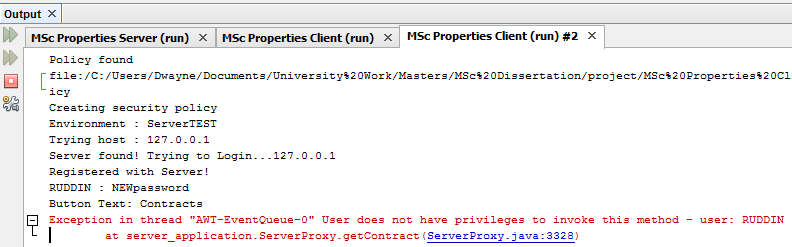 Output
MSc Properties Server (run)
MSc Properties Client (run)
MSc Properties Client (run) #2
Policy found
file:/C:/Users/Dwayne/Documents/University%20Work/Masters/MSc%20Dissertation/project/MSc%20Properties%20Cl
icy
Creating security policy
Environment : ServerTEST
Trying host : 127.0.0.1
Server found! Trying to Login...127.0.0.1
Registered with Server!
RUDDIN : NEWpassword
Button Text: Contracts
Exception in thread "AWT-EventQueue-0" User does not have privileges to invoke this method - user: RUDDIN
at server_application.ServerProxy.getContract(ServerProxy.java:3328)